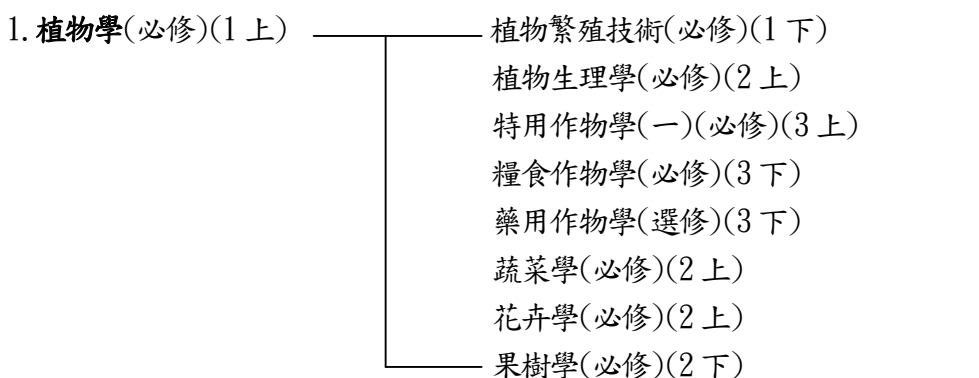 1.植物學(必修)(1上) 植物繁殖技術(必修)(1下)
植物生理學(必修)(2上)
特用作物學(一)(必修)(3上)
糧食作物學(必修)(3下)
藥用作物學(選修)(3下)
蔬菜學(必修)(2上)
花卉學(必修)(2上)
果樹學(必修)(2下)